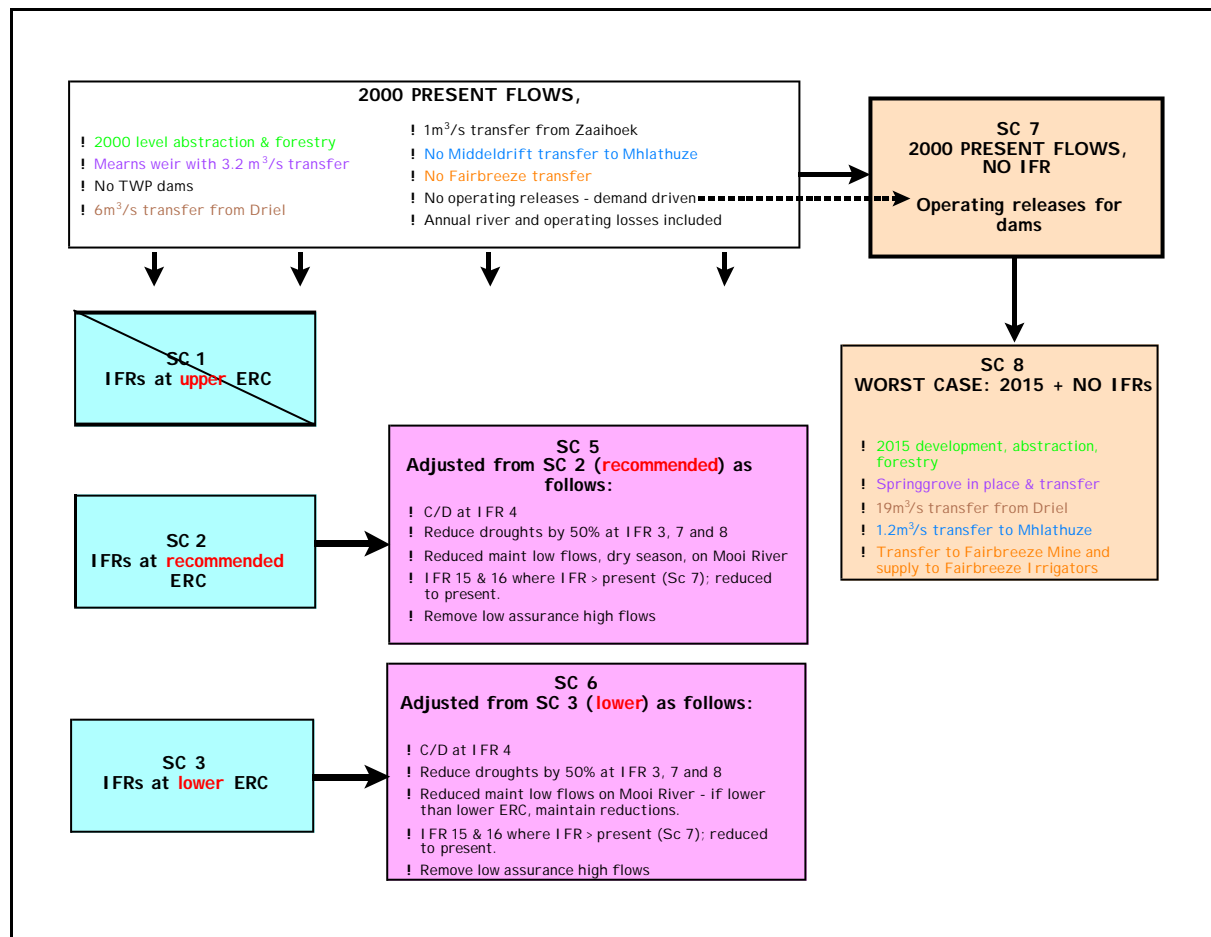 2000 PRESENT FLOWS,
! 2000 level abstraction & forestry
! Mearns weir with 3.2 m³/s transfer
! No TWP dams
! 6m³/s transfer from Driel
! 1m³/s transfer from Zaaihoek
! No Middeldrift transfer to Mhlathuze
! No Fairbreeze transfer
! No operating releases - demand driven
! Annual river and operating losses included
SC 7
2000 PRESENT FLOWS,
NO IFR
Operating releases for
dams
SC 1
IFRs at upper ERC
SC 8
WORST CASE: 2015 + NO IFRs
! 2015 development, abstraction,
forestry
! Springgrove in place & transfer
! 19m³/s transfer from Driel
! 1.2m³/s transfer to Mhlathuze
! Transfer to Fairbreeze Mine and
supply to Fairbreeze Irrigators
SC 2
IFRs at recommended
ERC
SC 5
Adjusted from SC 2 (recommended) as
follows:
! C/D at IFR 4
! Reduce droughts by 50% at IFR 3, 7 and 8
! Reduced maint low flows, dry season, on Mooi River
! IFR 15 & 16 where IFR > present (Sc 7); reduced
to present.
! Remove low assurance high flows
SC 3
IFRs at lower ERC
SC 6
Adjusted from SC 3 (lower) as follows:
! C/D at IFR 4
! Reduce droughts by 50% at IFR 3, 7 and 8
! Reduced maint low flows on Mooi River - if lower
than lower ERC, maintain reductions.
! IFR 15 & 16 where IFR > present (Sc 7); reduced
to present.
! Remove low assurance high flows